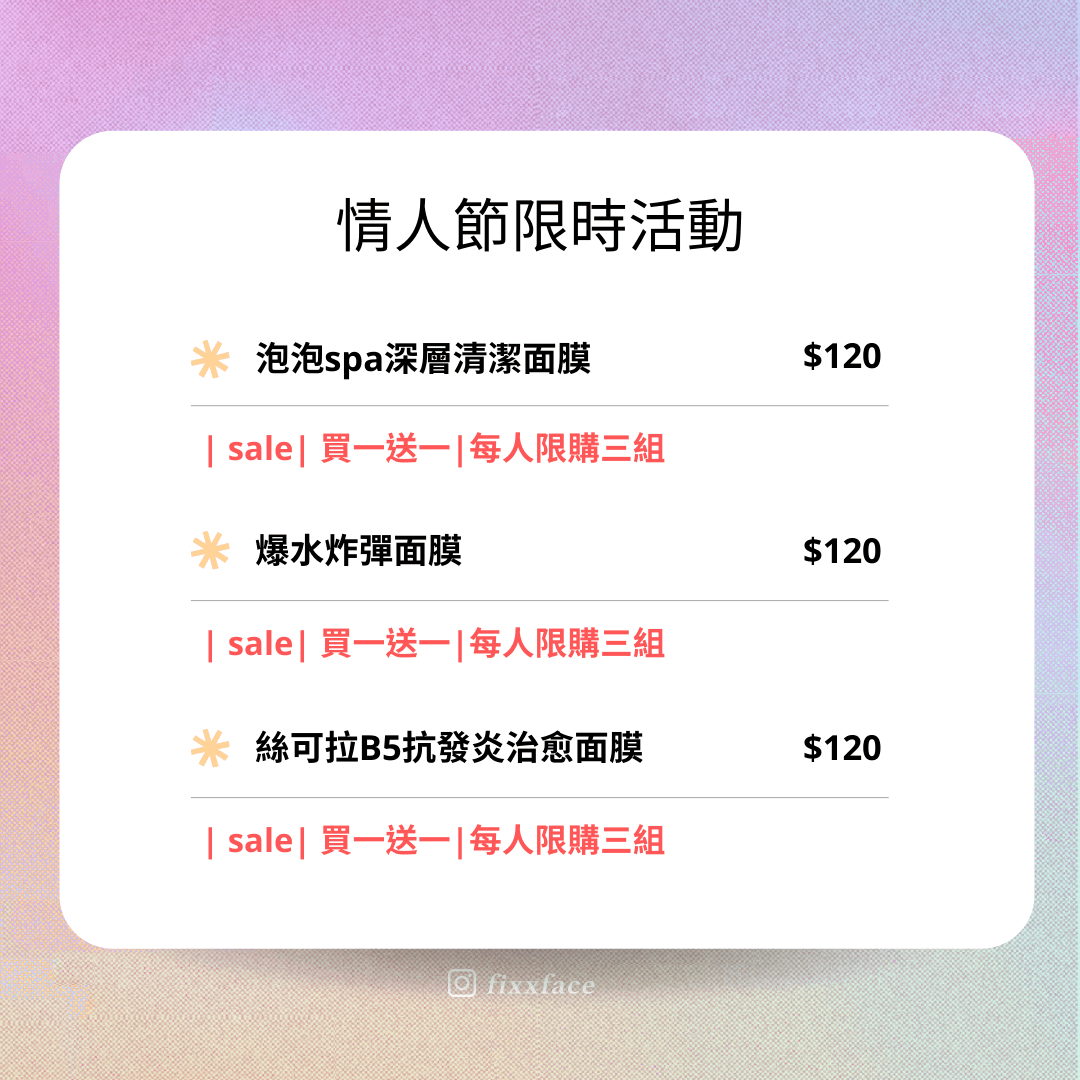 情人節限時活動
泡泡spa深層清潔面膜 $120
| sale| 買一送一|每人限購三組
爆水炸彈面膜 $120
| sale| 買一送一|每人限購三組
絲可拉B5抗發炎治愈面膜 $120
| sale| 買一送一|每人限購三組
fixxface